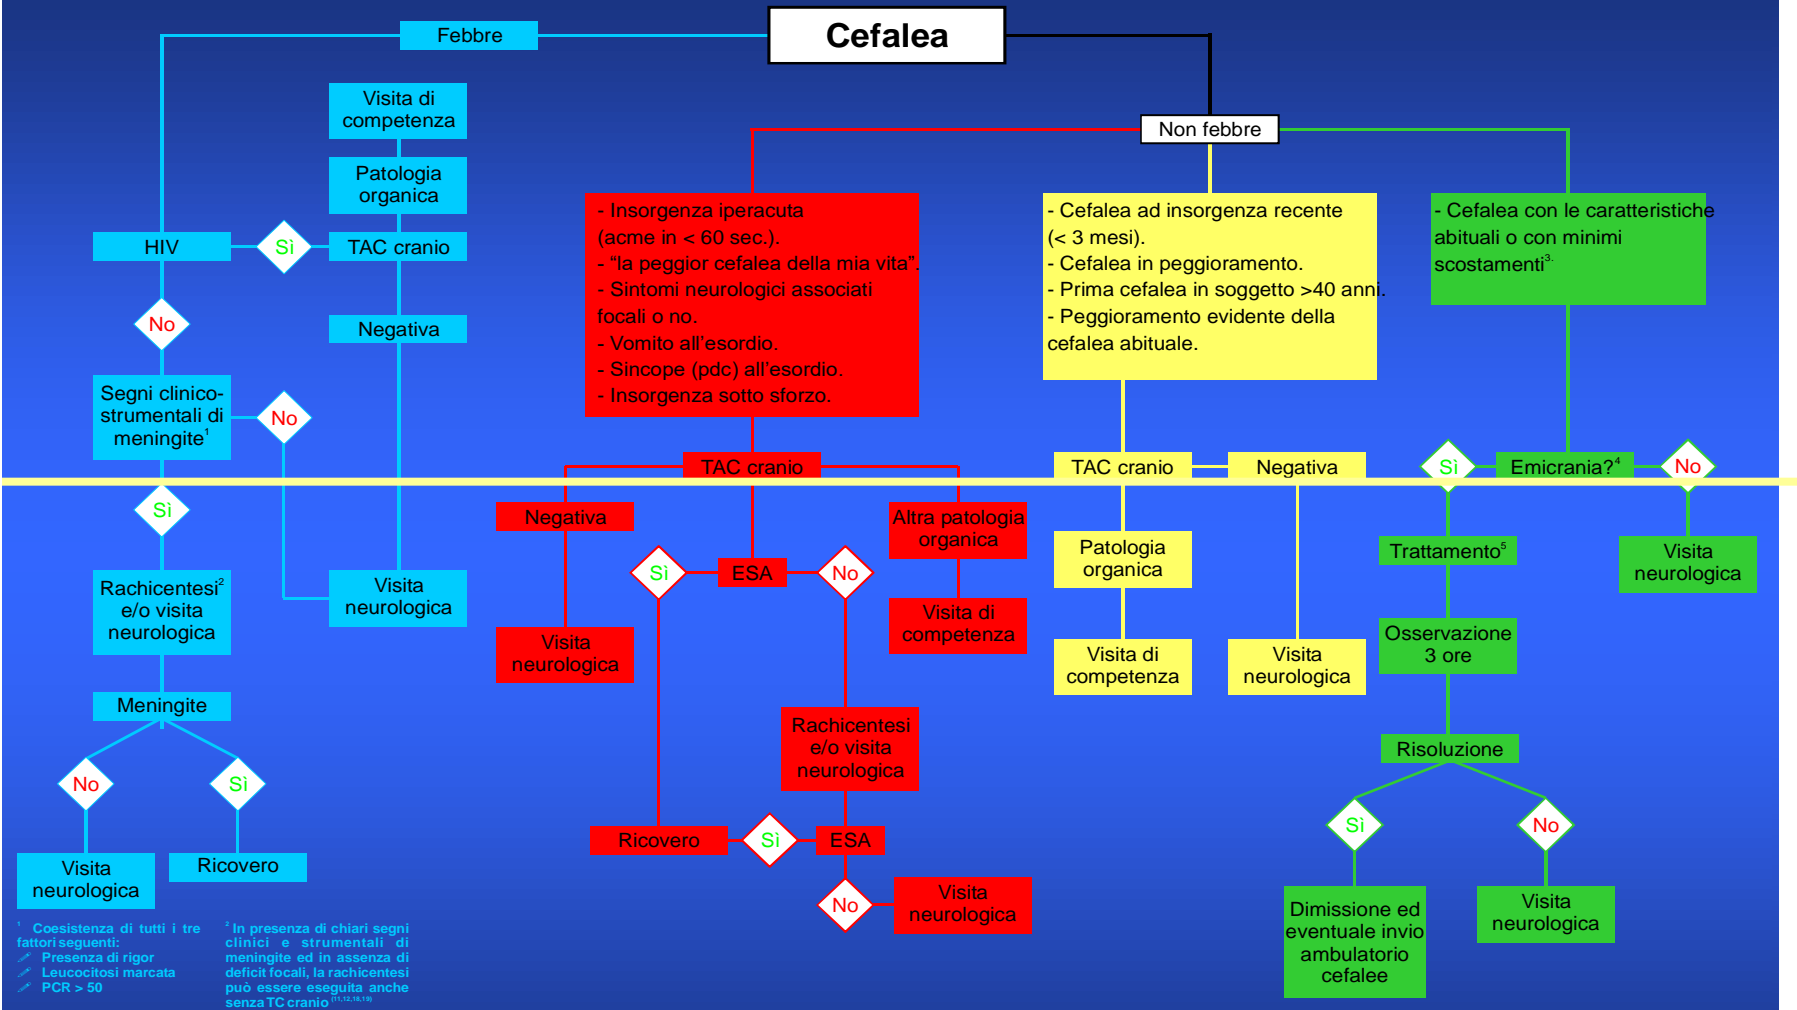 Cefalea
Febbre
Non febbre
Visita di
competenza
Patologia
organica
HIV
Sì
TAC cranio
No
Negativa
Segni clinico-
strumentali di
meningite¹
No
Sì
Rachicentesi²
e/o visita
neurologica
Visita
neurologica
Meningite
No
Sì
Visita
neurologica
Ricovero
¹ Coesistenza di tutti i tre
fattori seguenti:
Presenza di rigor
Leucocitosi marcata
PCR > 50
² In presenza di chiari segni
clinici e strumentali di
meningite ed in assenza di
deficit focali, la rachicentesi
può essere eseguita anche
senza TC cranio (11,12,18,19)
- Insorgenza iperacuta
(acme in < 60 sec.).
- “la peggior cefalea della mia vita”.
- Sintomi neurologici associati
focali o no.
- Vomito all’esordio.
- Sincope (pdc) all’esordio.
- Insorgenza sotto sforzo.
TAC cranio
Negativa
Altra patologia
organica
Sì
ESA
No
Visita
neurologica
Visita di
competenza
Rachicentesi
e/o visita
neurologica
Ricovero
Sì
ESA
No
Visita
neurologica
- Cefalea ad insorgenza recente
(< 3 mesi).
- Cefalea in peggioramento.
- Prima cefalea in soggetto >40 anni.
- Peggioramento evidente della
cefalea abituale.
TAC cranio
Negativa
Patologia
organica
Visita di
competenza
Visita
neurologica
- Cefalea con le caratteristiche
abituali o con minimi
scostamenti³.
Sì
Emicrania?⁴
No
Trattamento⁵
Visita
neurologica
Osservazione
3 ore
Risoluzione
Sì
No
Dimissione ed
eventuale invio
ambulatorio
cefalee
Visita
neurologica